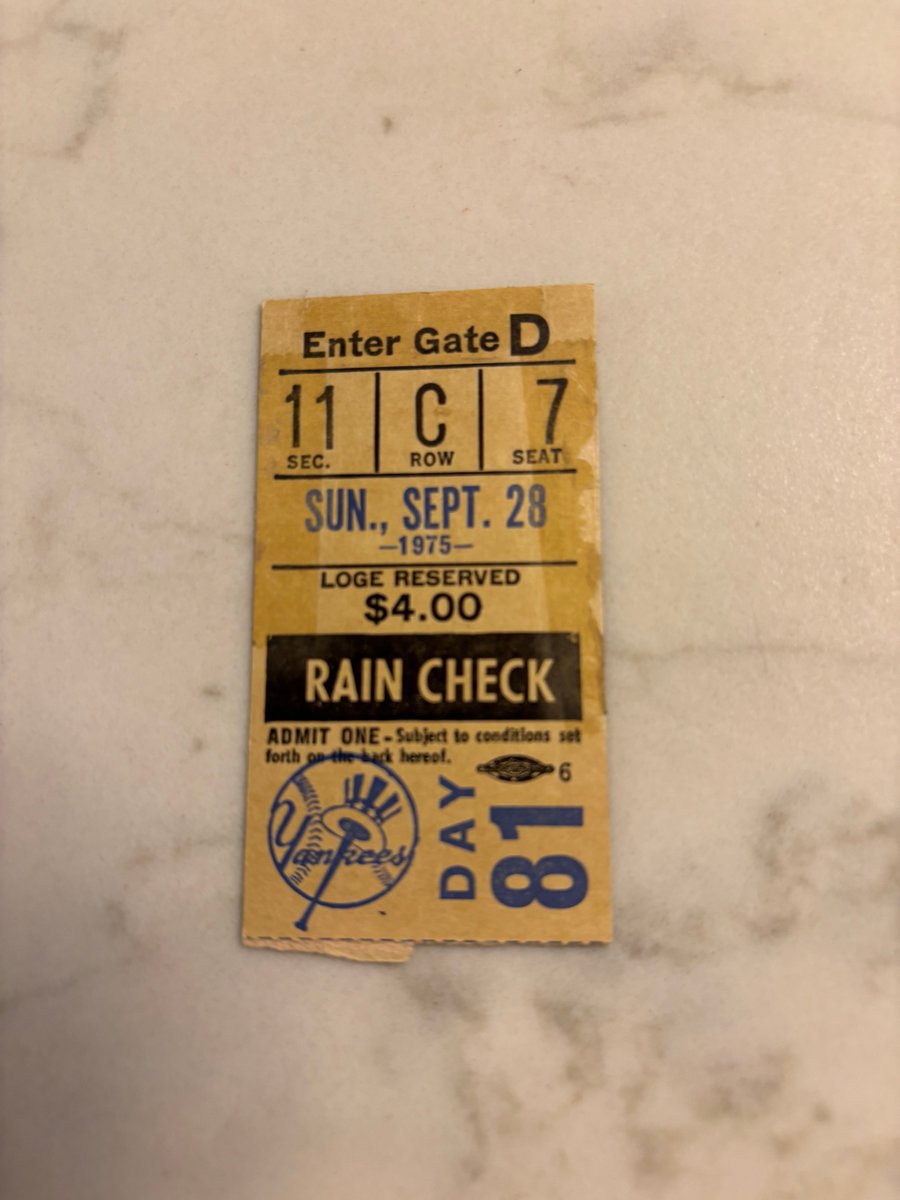 Enter Gate D
11 C 7
SEC. ROW SEAT
SUN., SEPT. 28
—1975—
LOGE RESERVED
$4.00
RAIN CHECK
ADMIT ONE - Subject to conditions set
forth on the back hereof.
6
Yankees
DAY
81